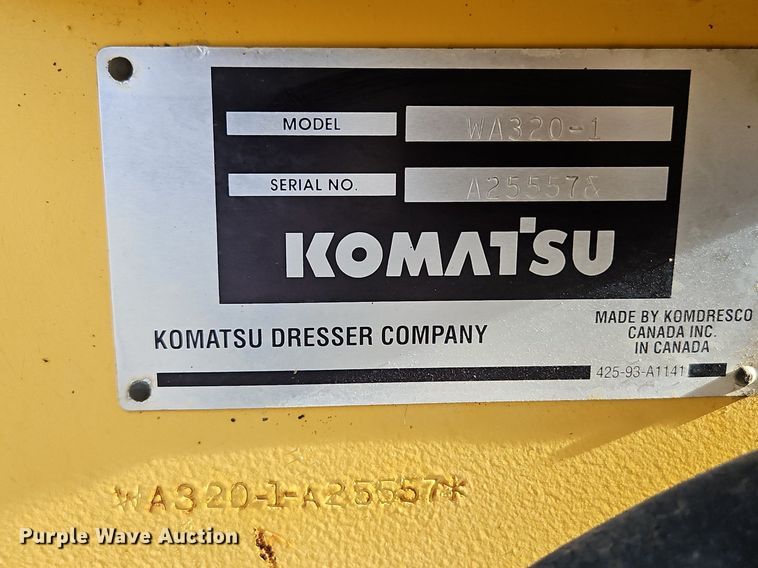 MODEL WA320-1
SERIAL NO. A25557&
KOMATSU
KOMATSU DRESSER COMPANY
MADE BY KOMDRESCO
CANADA INC.
IN CANADA
425-93-A1141
WA320-1-A25557*
Purple Wave Auction®